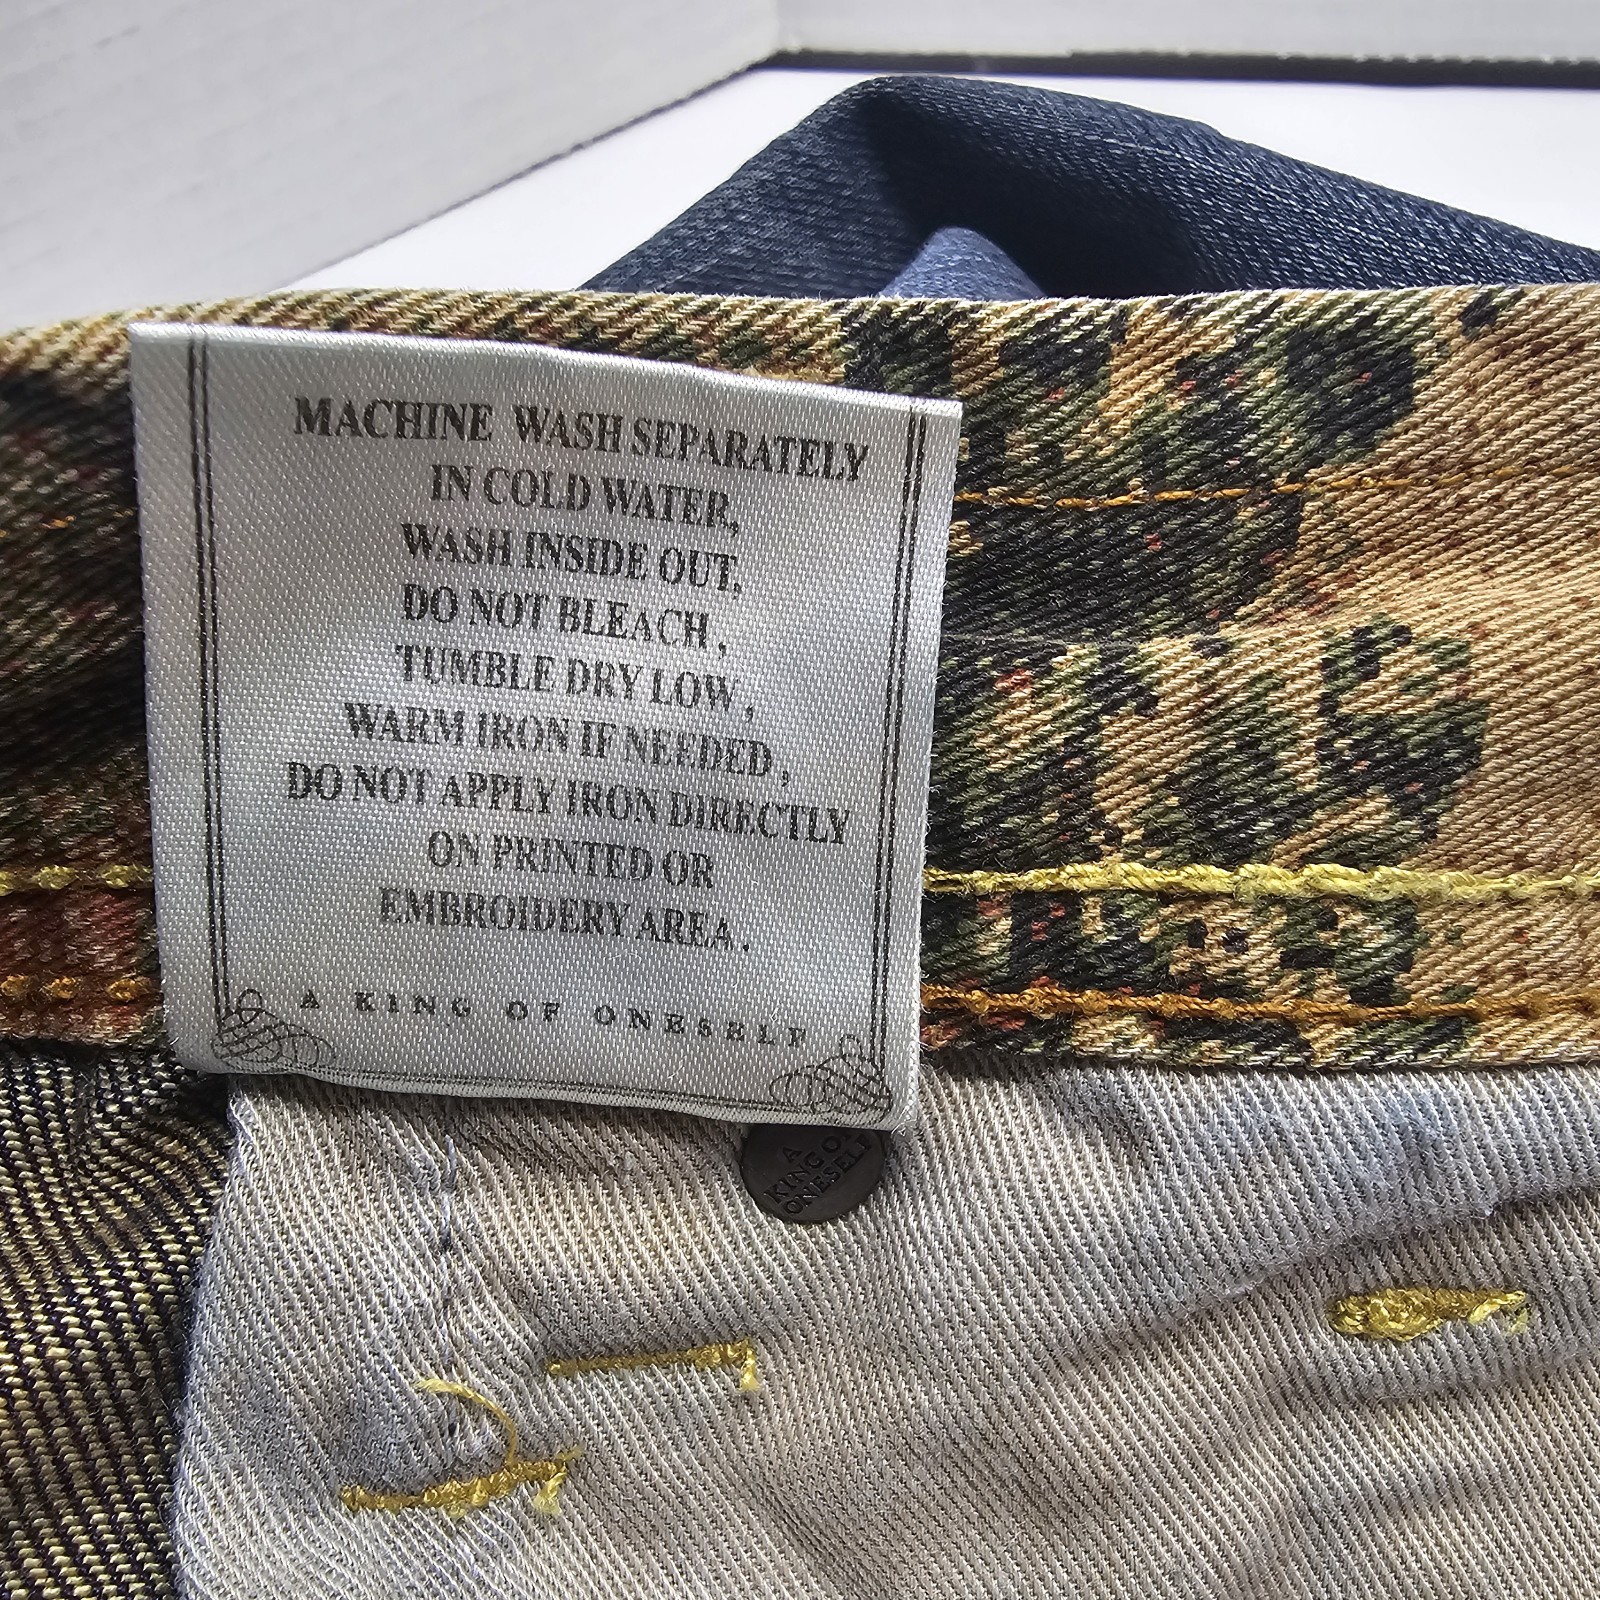 MACHINE WASH SEPARATELY
IN COLD WATER,
WASH INSIDE OUT,
DO NOT BLEACH,
TUMBLE DRY LOW,
WARM IRON IF NEEDED,
DO NOT APPLY IRON DIRECTLY
ON PRINTED OR
EMBROIDERY AREA.
A KING OF ONESELF
A
KING OF
ONESELF